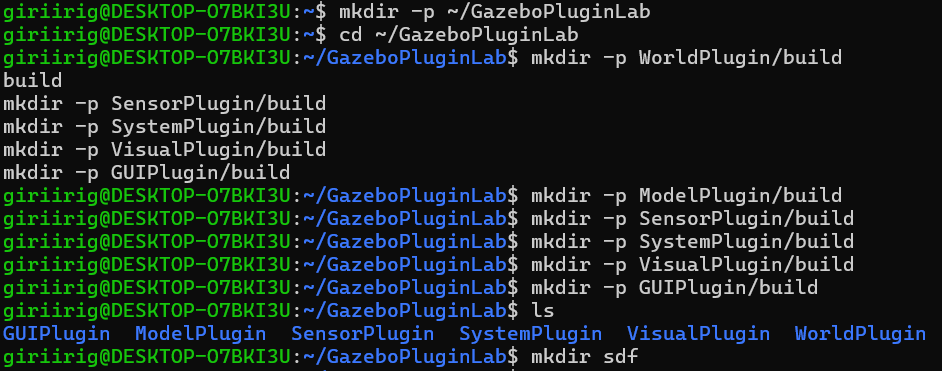 giriirig@DESKTOP-O7BKI3U:~$ mkdir -p ~/GazeboPluginLab
giriirig@DESKTOP-O7BKI3U:~$ cd ~/GazeboPluginLab
giriirig@DESKTOP-O7BKI3U:~/GazeboPluginLab$ mkdir -p WorldPlugin/build
build
mkdir -p SensorPlugin/build
mkdir -p SystemPlugin/build
mkdir -p VisualPlugin/build
mkdir -p GUIPlugin/build
giriirig@DESKTOP-O7BKI3U:~/GazeboPluginLab$ mkdir -p ModelPlugin/build
giriirig@DESKTOP-O7BKI3U:~/GazeboPluginLab$ mkdir -p SensorPlugin/build
giriirig@DESKTOP-O7BKI3U:~/GazeboPluginLab$ mkdir -p SystemPlugin/build
giriirig@DESKTOP-O7BKI3U:~/GazeboPluginLab$ mkdir -p VisualPlugin/build
giriirig@DESKTOP-O7BKI3U:~/GazeboPluginLab$ mkdir -p GUIPlugin/build
giriirig@DESKTOP-O7BKI3U:~/GazeboPluginLab$ ls
GUIPlugin  ModelPlugin  SensorPlugin  SystemPlugin  VisualPlugin  WorldPlugin
giriirig@DESKTOP-O7BKI3U:~/GazeboPluginLab$ mkdir sdf